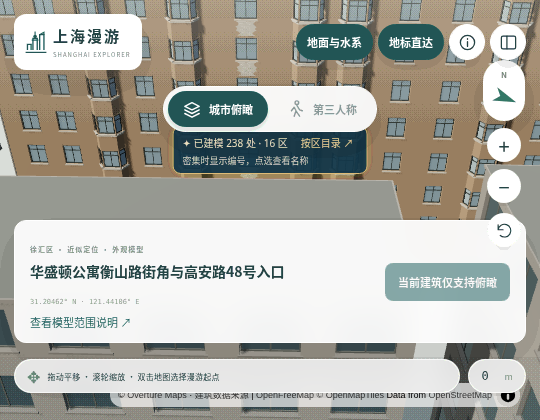 上海漫游
SHANGHAI EXPLORER
地面与水系
地标直达
N
城市俯瞰
第三人称
✦ 已建模 238 处 · 16 区 按区目录 ↗
密集时显示编号，点选查看名称
+
−
徐汇区 · 近似定位 · 外观模型
华盛顿公寓衡山路街角与高安路48号入口
当前建筑仅支持俯瞰
31.20462° N · 121.44106° E
查看模型范围说明 ↗
拖动平移 · 滚轮缩放 · 双击地图选择漫游起点
0 m
© Overture Maps · 建筑数据来源 | OpenFreeMap © OpenMapTiles Data from OpenStreetMap